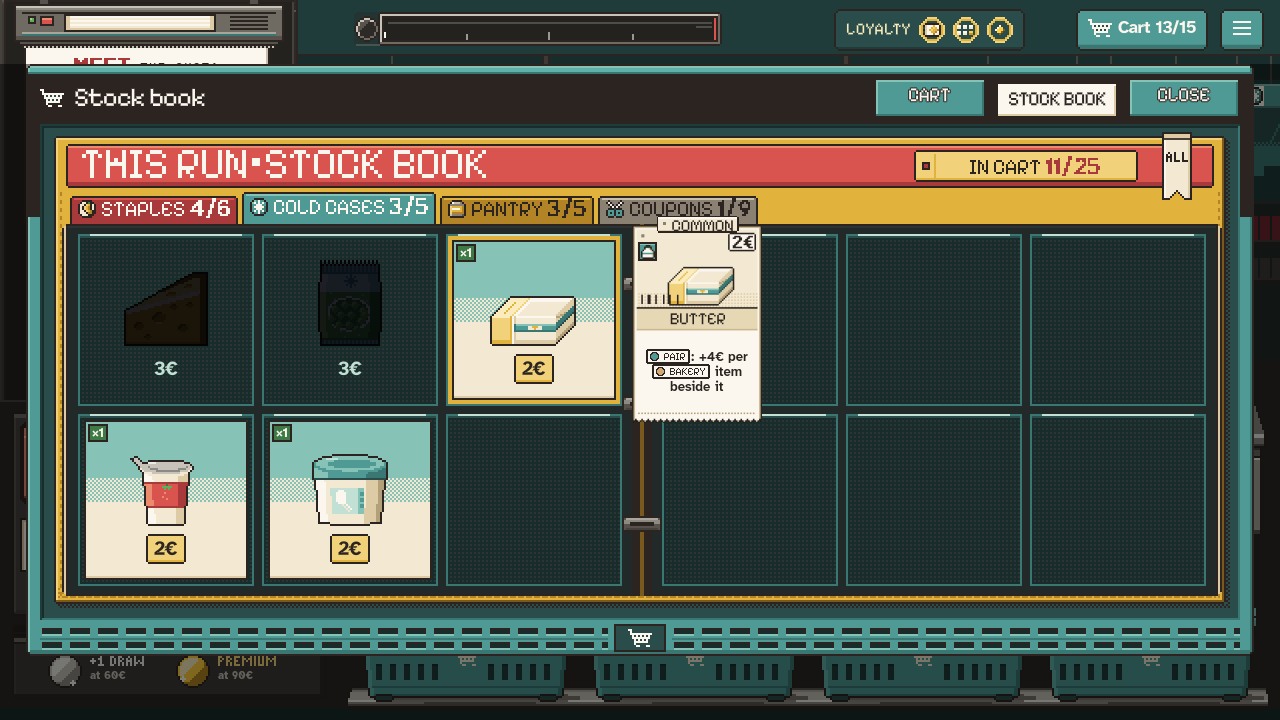 LOYALTY
Cart 13/15
Stock book
CART
STOCK BOOK
CLOSE
THIS RUN•STOCK BOOK
IN CART 11/25
ALL
STAPLES 4/6
COLD CASES 3/5
PANTRY 3/5
COUPONS 1/9
3€
3€
x1
2€
COMMON
2€
BUTTER
PAIR: +4€ per
BAKERY item
beside it
x1
2€
x1
2€
+1 DRAW
at 60€
PREMIUM
at 90€